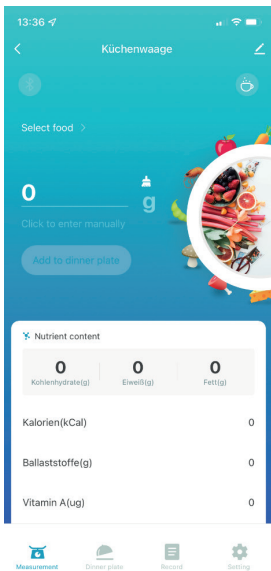 13:36
Küchenwaage
Select food >
0
g
Click to enter manually
Add to dinner plate
Nutrient content
0 0 0
Kohlenhydrate(g) Eiweiß(g) Fett(g)
Kalorien(kCal) 0
Ballaststoffe(g) 0
Vitamin A(ug) 0
Measurement Dinner plate Record Setting